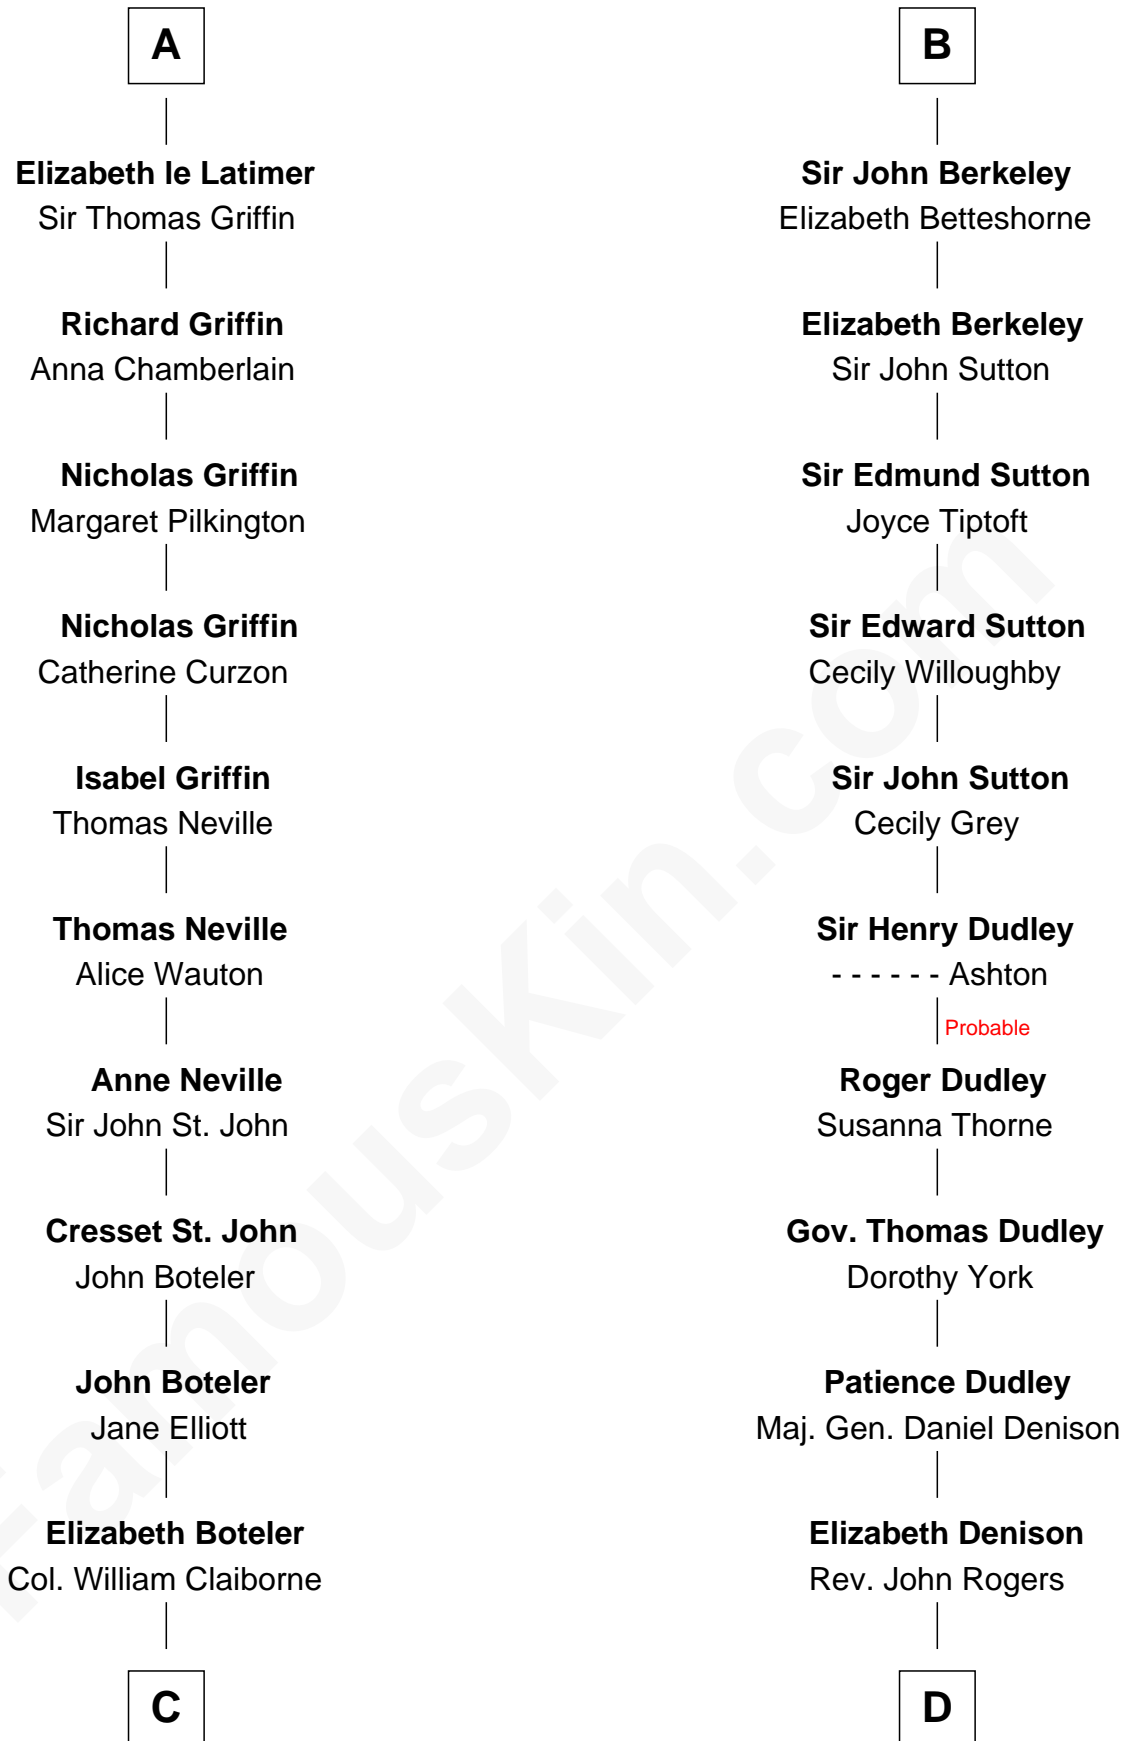 A
Elizabeth le Latimer
Sir Thomas Griffin
Richard Griffin
Anna Chamberlain
Nicholas Griffin
Margaret Pilkington
Nicholas Griffin
Catherine Curzon
Isabel Griffin
Thomas Neville
Thomas Neville
Alice Wauton
Anne Neville
Sir John St. John
Cresset St. John
John Boteler
John Boteler
Jane Elliott
Elizabeth Boteler
Col. William Claiborne
C
B
Sir John Berkeley
Elizabeth Betteshorne
Elizabeth Berkeley
Sir John Sutton
Sir Edmund Sutton
Joyce Tiptoft
Sir Edward Sutton
Cecily Willoughby
Sir John Sutton
Cecily Grey
Sir Henry Dudley
- - - - - - Ashton
Probable
Roger Dudley
Susanna Thorne
Gov. Thomas Dudley
Dorothy York
Patience Dudley
Maj. Gen. Daniel Denison
Elizabeth Denison
Rev. John Rogers
D
FamousKin.com